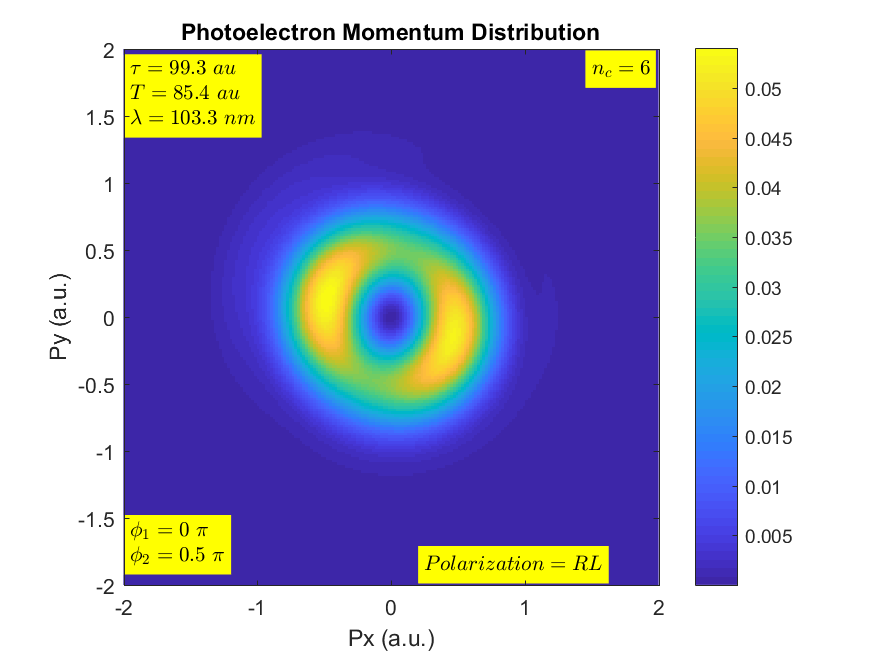 Photoelectron Momentum Distribution
τ = 99.3 au
T = 85.4 au
λ = 103.3 nm
n_c = 6
ϕ_1 = 0 π
ϕ_2 = 0.5 π
Polarization = RL
2
1.5
1
0.5
0
-0.5
-1
-1.5
-2
Py (a.u.)
-2
-1
0
1
2
Px (a.u.)
0.05
0.045
0.04
0.035
0.03
0.025
0.02
0.015
0.01
0.005